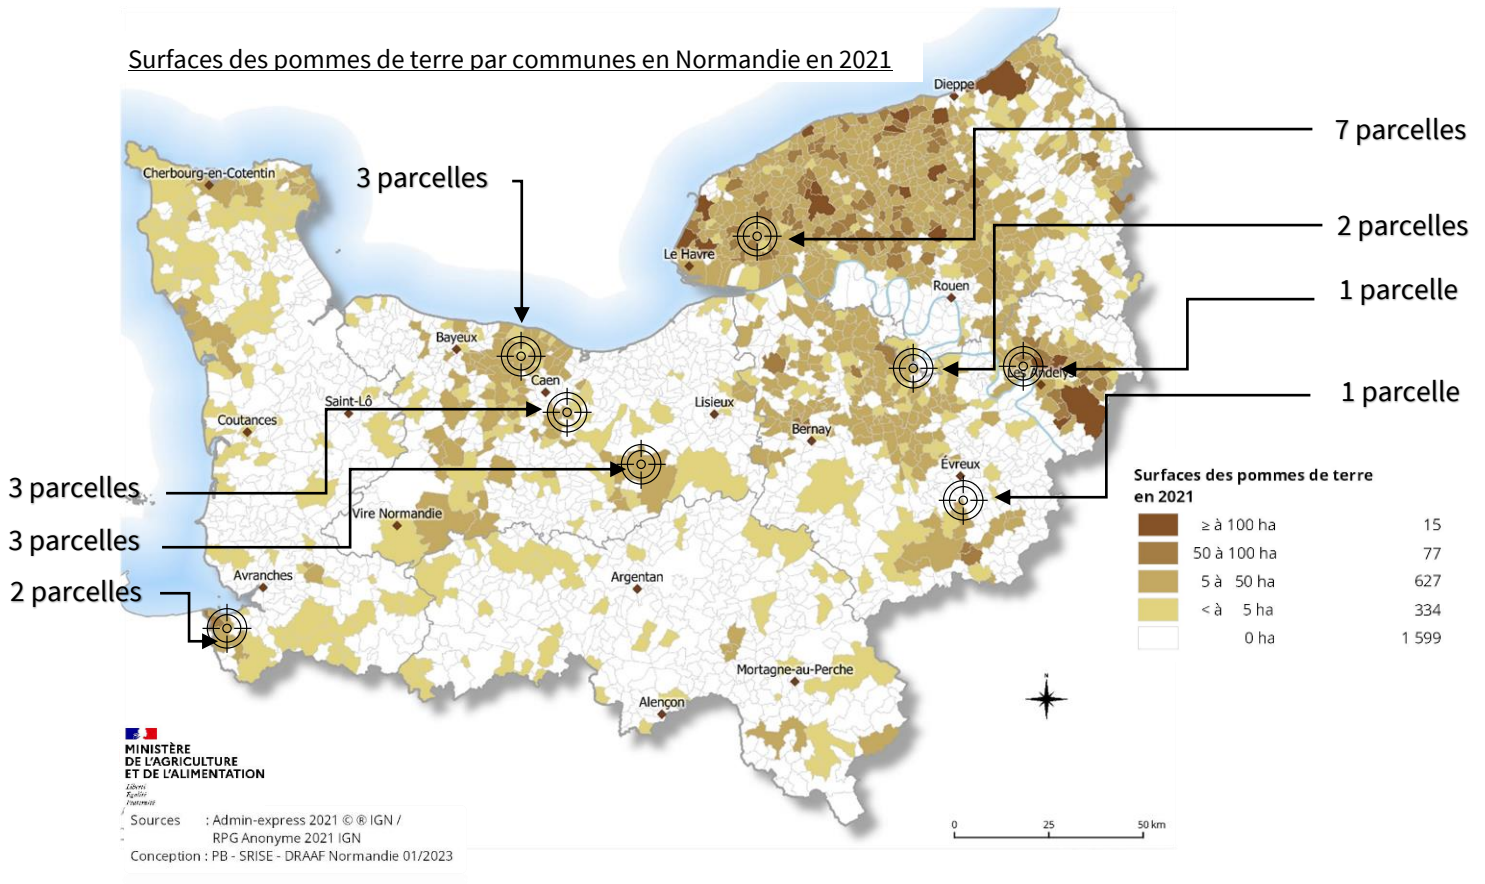 Surfaces des pommes de terre par communes en Normandie en 2021
Dieppe
7 parcelles
Cherbourg-en-Cotentin
3 parcelles
2 parcelles
Le Havre
Rouen
1 parcelle
Bayeux
Les Andelys
Caen
1 parcelle
Saint-Lô
Lisieux
Coutances
Bernay
Évreux
3 parcelles
Vire Normandie
3 parcelles
Avranches
Argentan
2 parcelles
Mortagne-au-Perche
Alençon
Surfaces des pommes de terre
en 2021
≥ à 100 ha 15
50 à 100 ha 77
5 à 50 ha 627
< à 5 ha 334
0 ha 1 599
N
MINISTÈRE
DE L'AGRICULTURE
ET DE L'ALIMENTATION
Liberté
Égalité
Fraternité
Sources : Admin-express 2021 © ® IGN /
RPG Anonyme 2021 IGN
Conception : PB - SRISE - DRAAF Normandie 01/2023
0 25 50 km